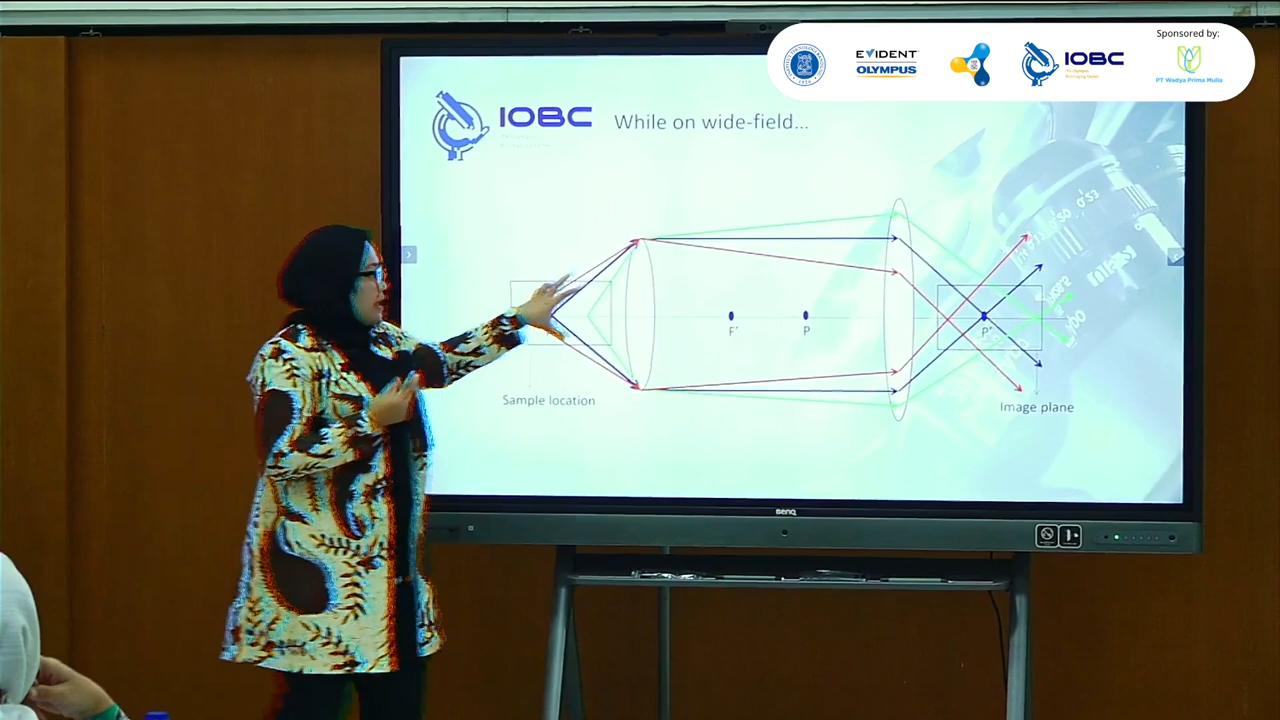 Sponsored by:
EVIDENT
OLYMPUS
IOBC
PT Wadya Prima Mulia
IOBC
While on wide-field...
F'
P
P'
Sample location
Image plane
BenQ